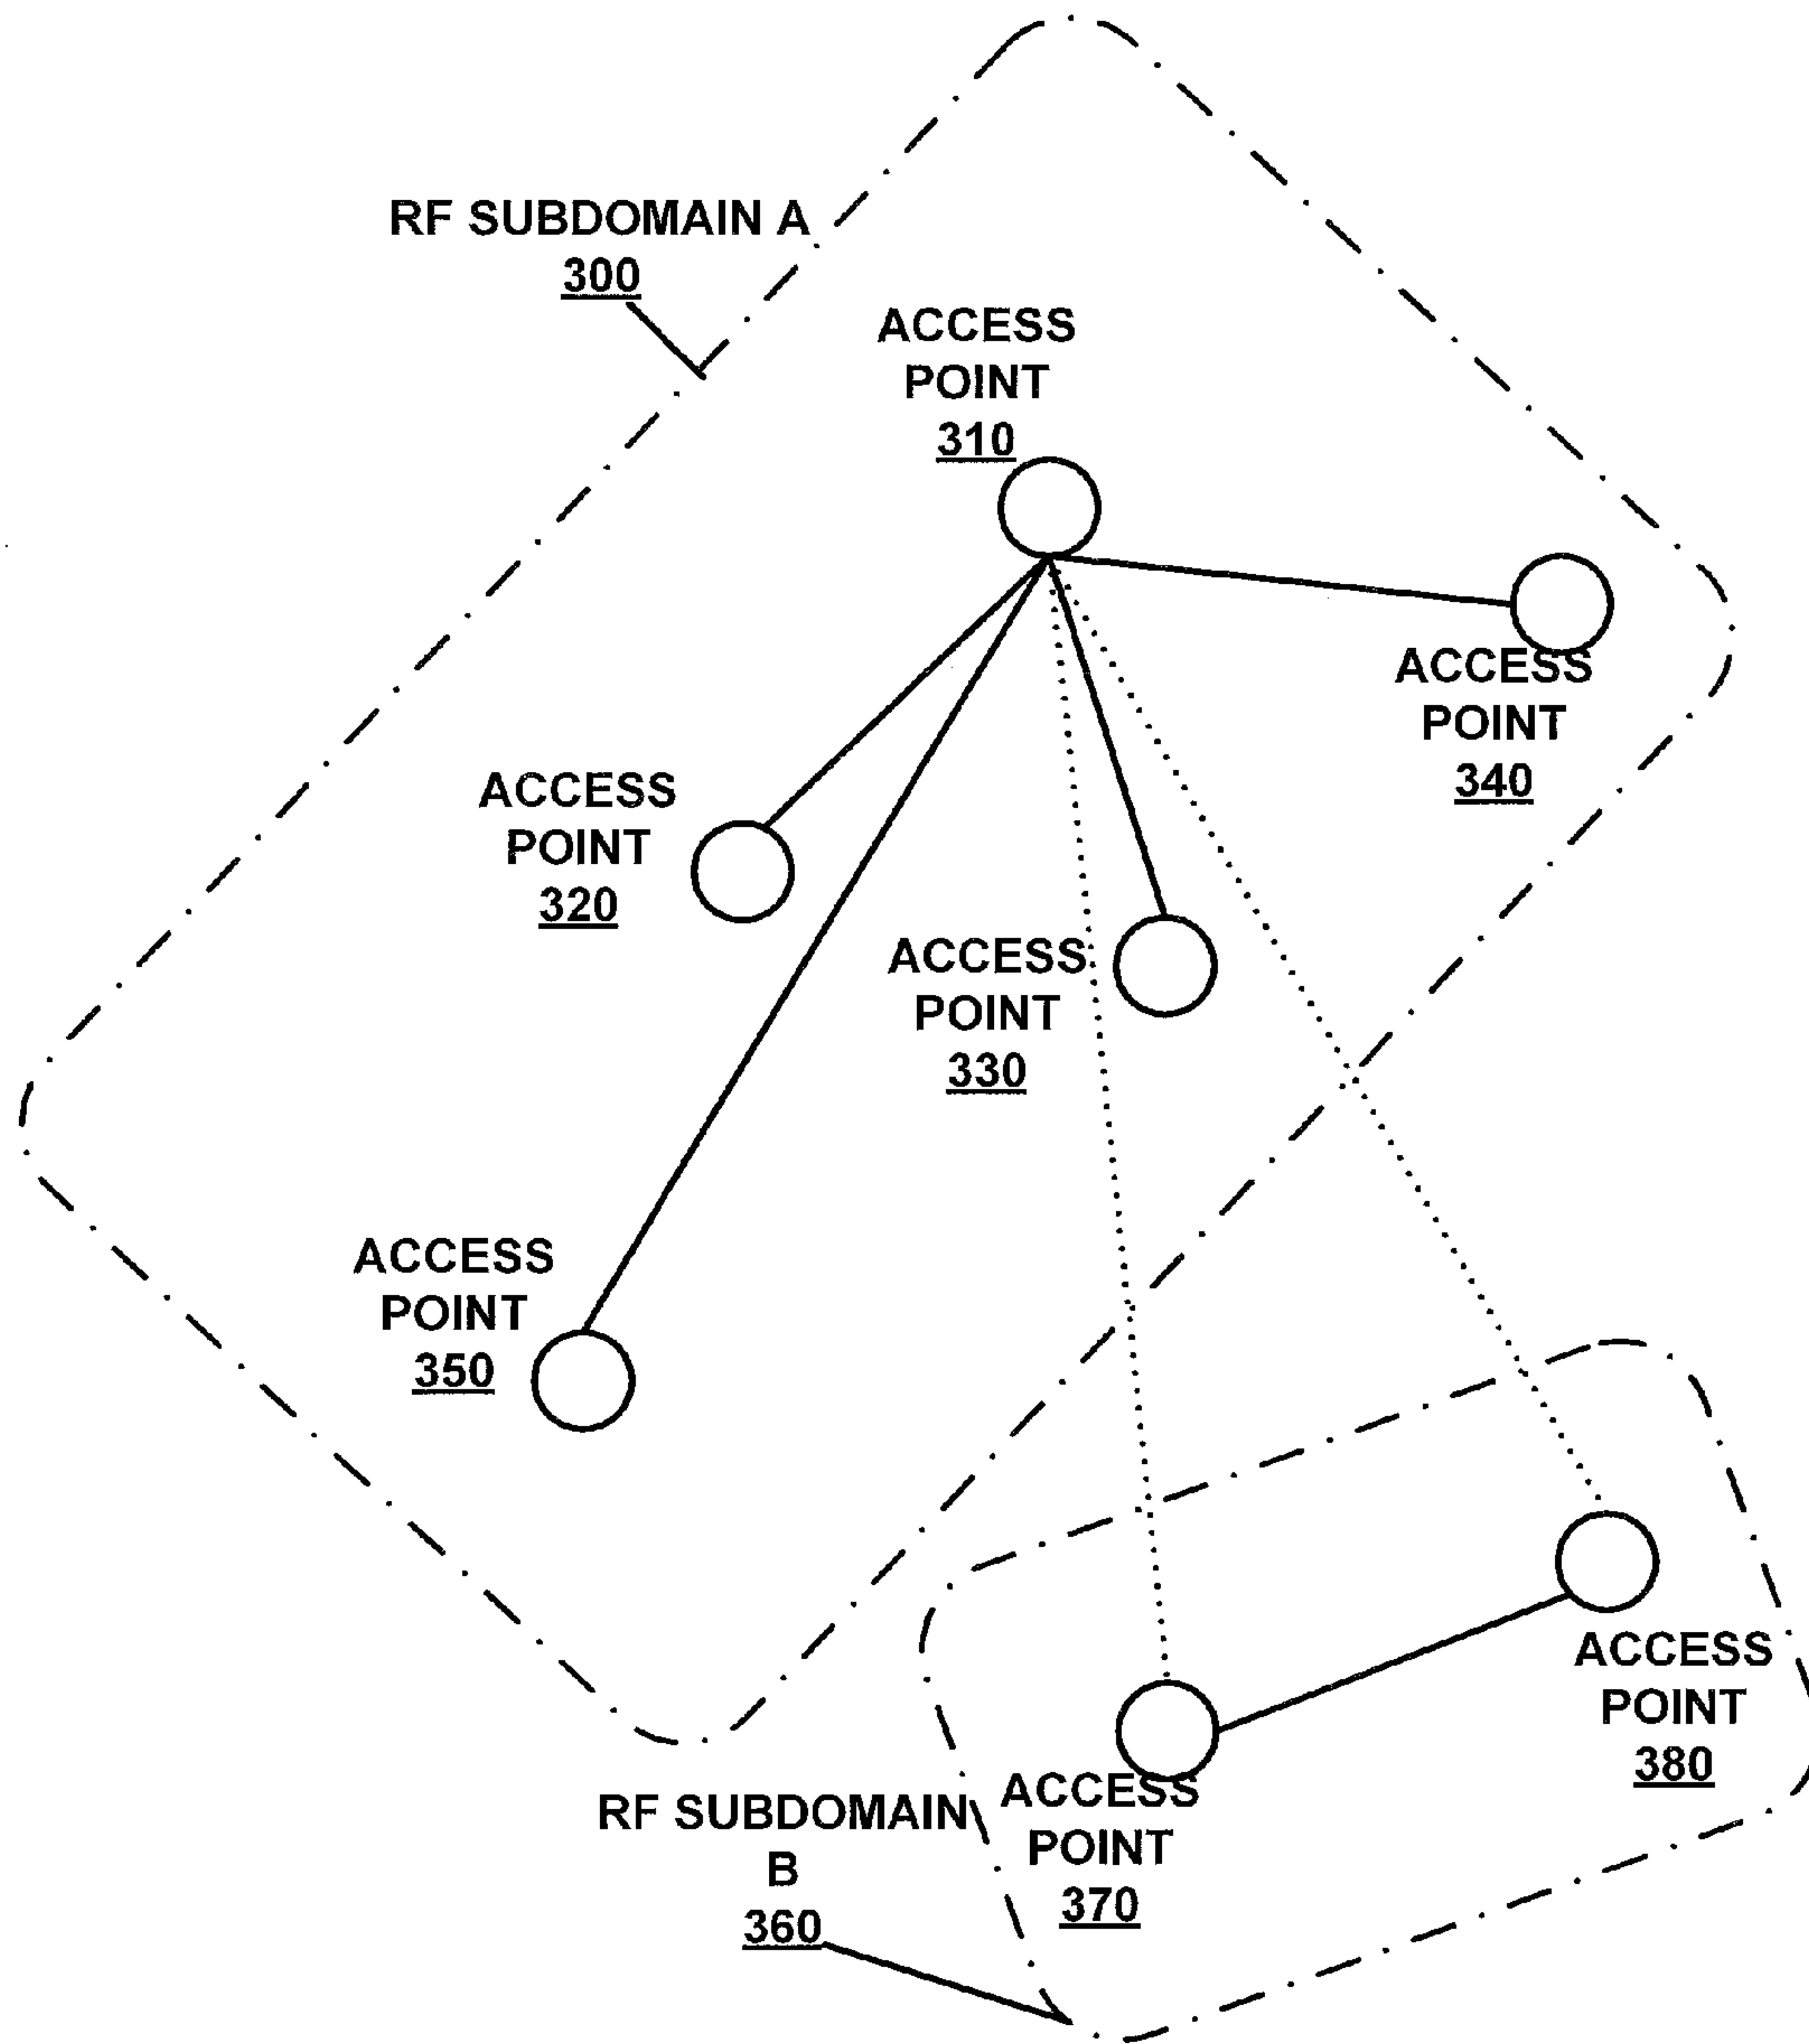 RF SUBDOMAIN A
300
ACCESS
POINT
310
ACCESS
POINT
340
ACCESS
POINT
320
ACCESS
POINT
330
ACCESS
POINT
350
ACCESS
POINT
380
RF SUBDOMAIN
B
360
ACCESS
POINT
370